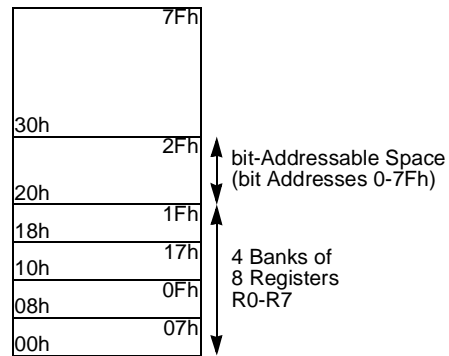 7Fh
30h
2Fh
bit-Addressable Space
(bit Addresses 0-7Fh)
20h
1Fh
18h
17h
4 Banks of
10h
8 Registers
0Fh
R0-R7
08h
07h
00h